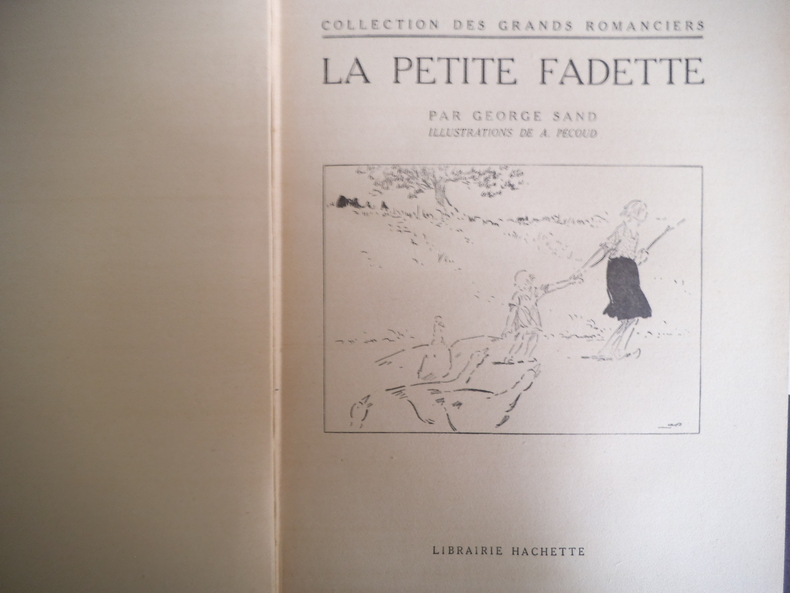 COLLECTION DES GRANDS ROMANCIERS
LA PETITE FADETTE
PAR GEORGE SAND
ILLUSTRATIONS DE A. PECOUD
LIBRAIRIE HACHETTE